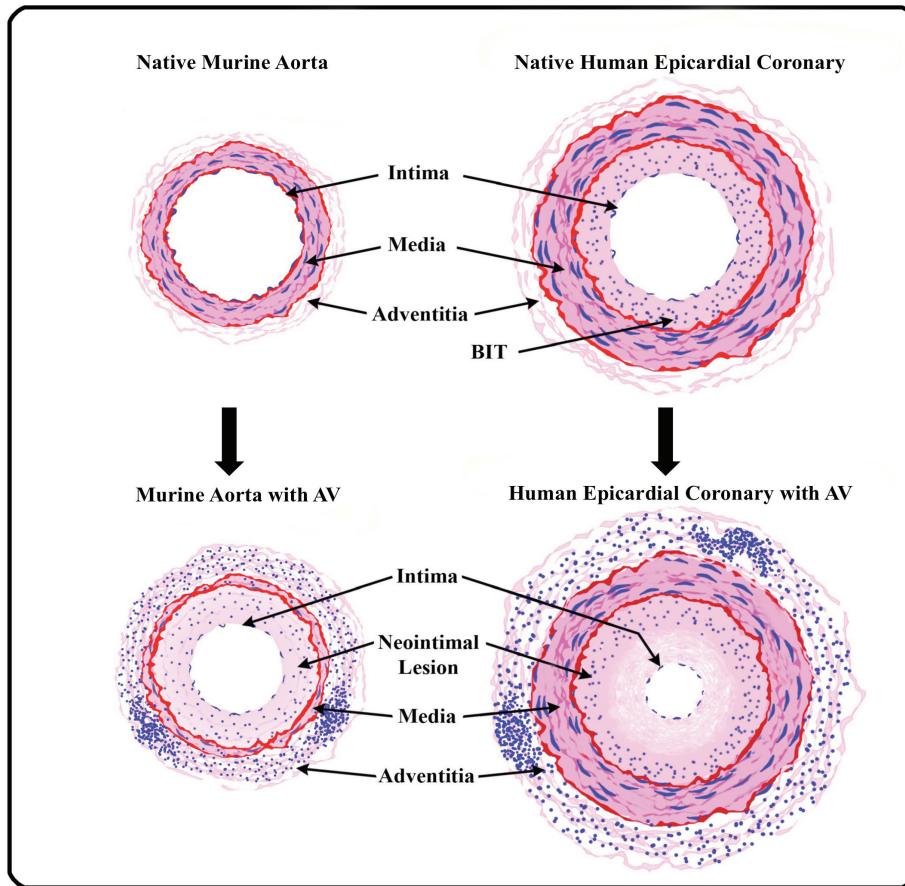 Native Murine Aorta
Native Human Epicardial Coronary
Intima
Media
Adventitia
BIT
Murine Aorta with AV
Human Epicardial Coronary with AV
Intima
Neointimal
Lesion
Media
Adventitia